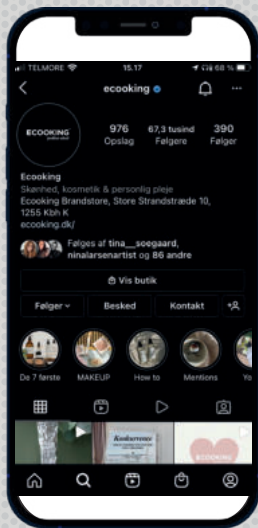 TELMORE
15.17
68 %
ecooking
ECOOKING
976
67,3 tusind
390
Opslag
Følgere
Følger
Ecooking
Skønhed, kosmetik & personlig pleje
Ecooking Brandstore, Store Strandstræde 10,
1255 Kbh K
ecooking.dk/
Følges af tina__soegaard,
ninalarsenartist og 86 andre
Vis butik
Følger
Besked
Kontakt
De 7 første
MAKEUP
How to
Mentions
Yo
Konkurrence
ECOOKING